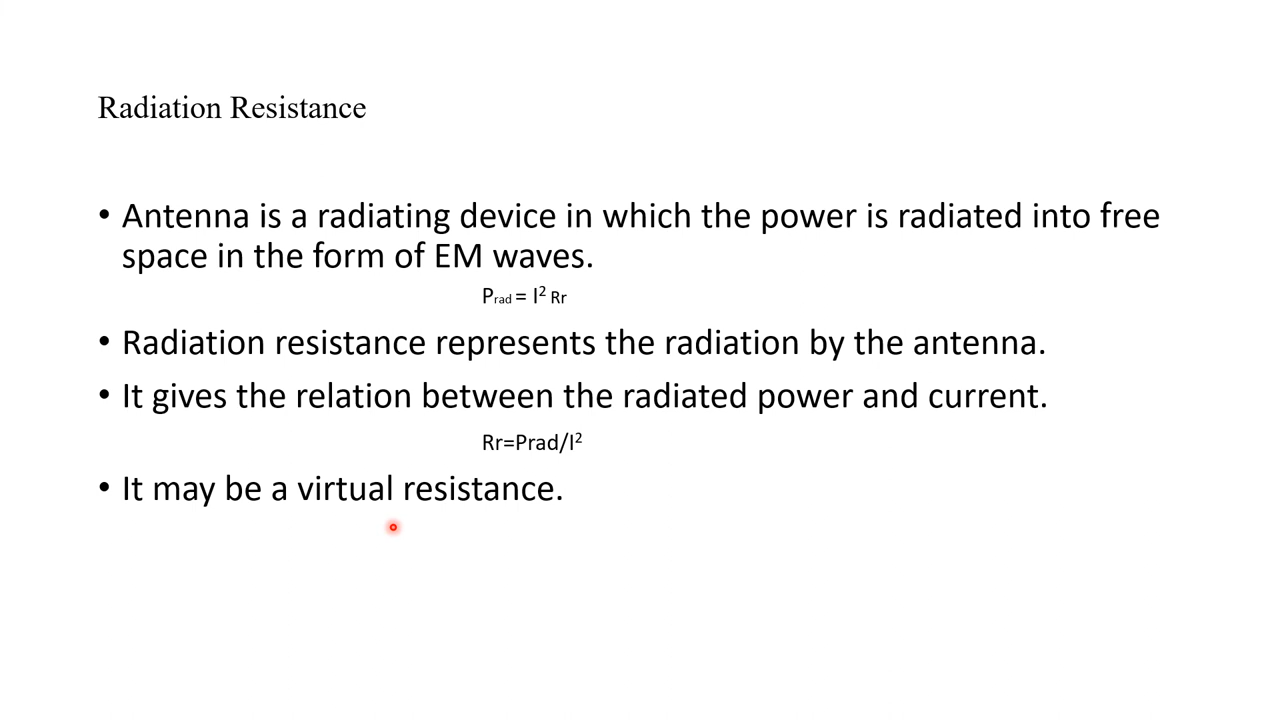 Radiation Resistance
• Antenna is a radiating device in which the power is radiated into free
space in the form of EM waves.
Prad = I² Rr
• Radiation resistance represents the radiation by the antenna.
• It gives the relation between the radiated power and current.
Rr=Prad/I²
• It may be a virtual resistance.